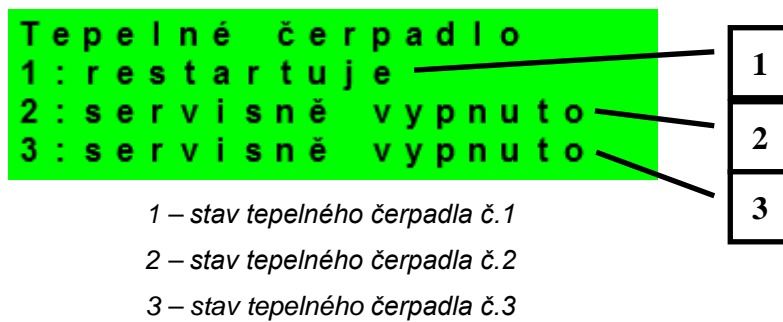 Tepelné čerpadlo
1:restartuje
2:servisně vypnuto
3:servisně vypnuto
1
2
3
1 – stav tepelného čerpadla č.1
2 – stav tepelného čerpadla č.2
3 – stav tepelného čerpadla č.3